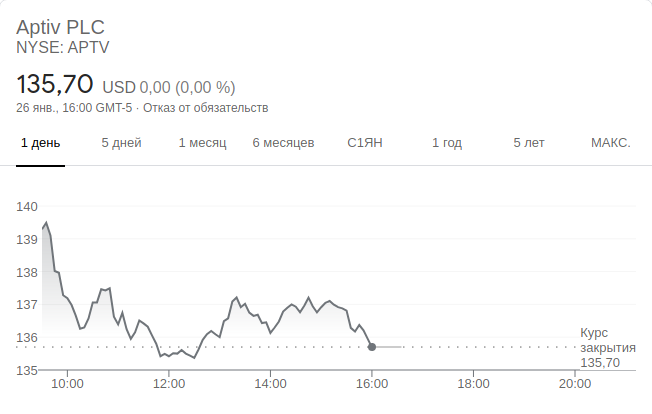 Aptiv PLC
NYSE: APTV
135,70 USD 0,00 (0,00 %)
26 янв., 16:00 GMT-5 · Отказ от обязательств
1 день 5 дней 1 месяц 6 месяцев С1ЯН 1 год 5 лет МАКС.
140
139
138
137
136
135
Курс
закрытия
135,70
10:00 12:00 14:00 16:00 18:00 20:00